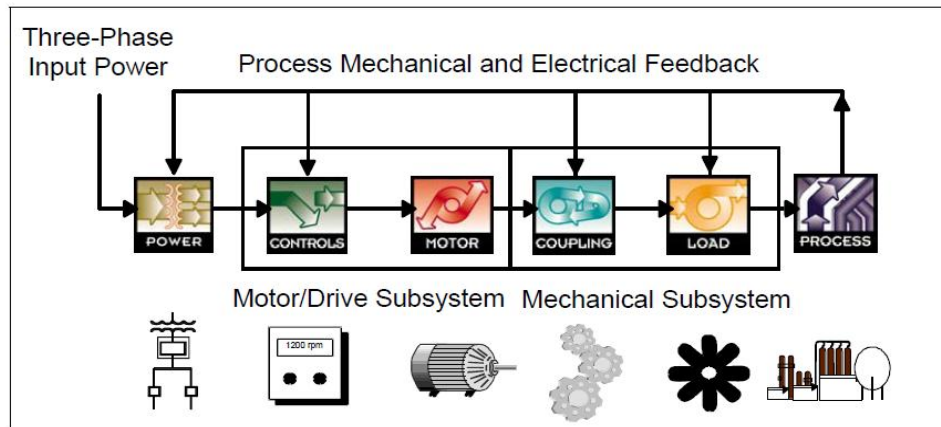 Three-Phase
Input Power
Process Mechanical and Electrical Feedback
POWER
CONTROLS
MOTOR
COUPLING
LOAD
PROCESS
Motor/Drive Subsystem
Mechanical Subsystem
1200 rpm